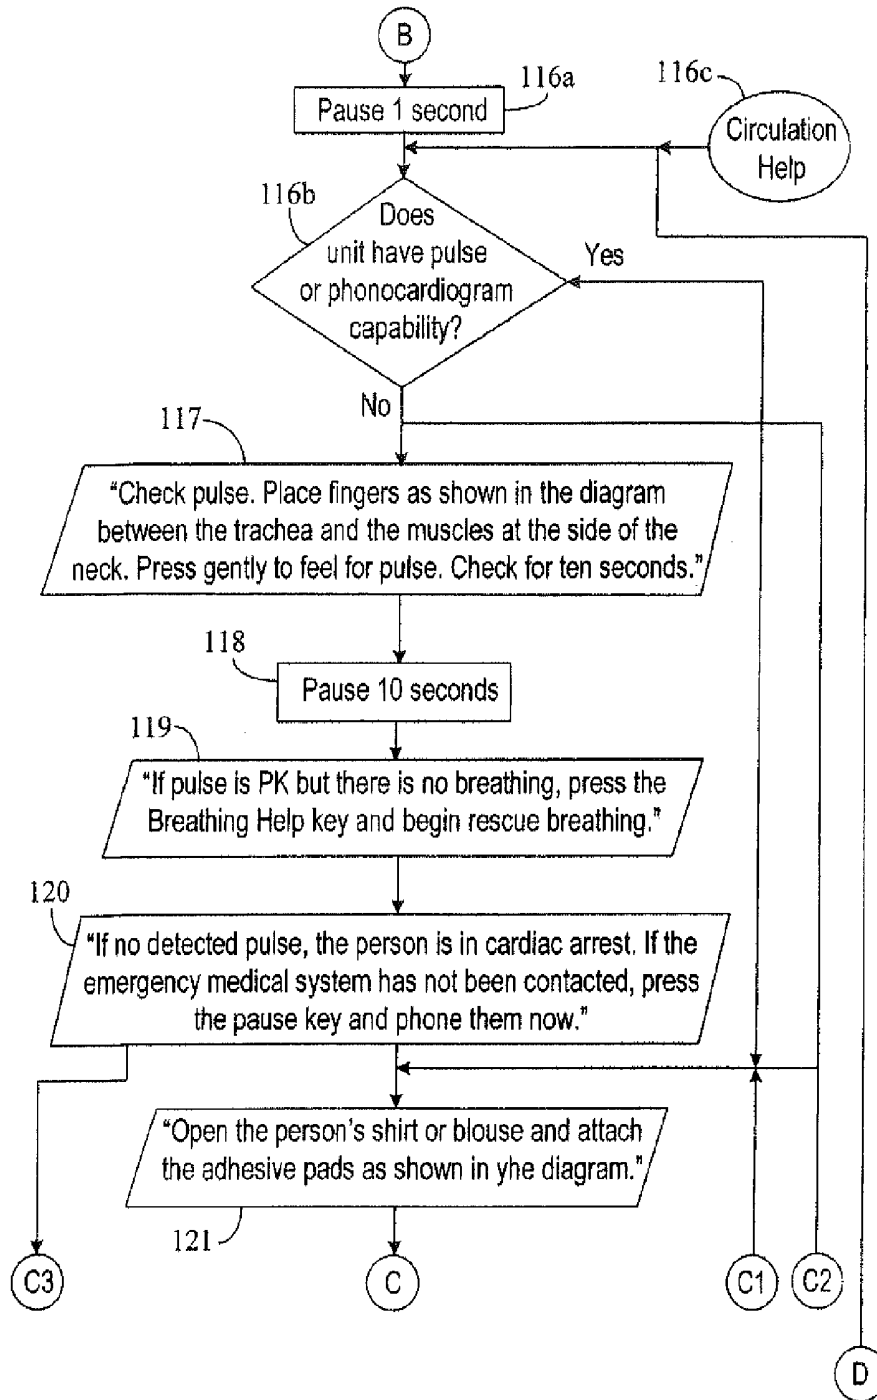 B
116a
Pause 1 second
116c
Circulation
Help
116b
Does
unit have pulse
or phonocardiogram
capability?
Yes
No
117
“Check pulse. Place fingers as shown in the diagram
between the trachea and the muscles at the side of the
neck. Press gently to feel for pulse. Check for ten seconds.”
118
Pause 10 seconds
119
“If pulse is PK but there is no breathing, press the
Breathing Help key and begin rescue breathing.”
120
“If no detected pulse, the person is in cardiac arrest. If the
emergency medical system has not been contacted, press
the pause key and phone them now.”
“Open the person’s shirt or blouse and attach
the adhesive pads as shown in yhe diagram.”
121
C3
C
C1
C2
D